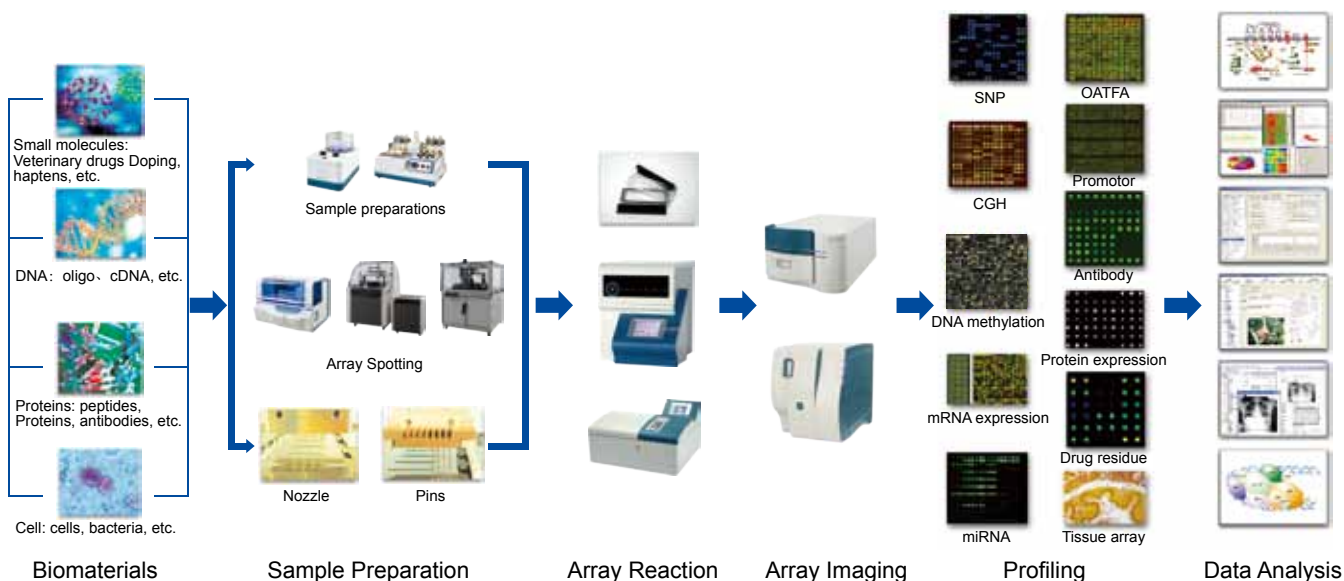 Small molecules:
Veterinary drugs Doping,
haptens, etc.
DNA：oligo、cDNA, etc.
Proteins: peptides,
Proteins, antibodies, etc.
Cell: cells, bacteria, etc.
Biomaterials
Sample preparations
Array Spotting
Nozzle
Pins
Sample Preparation
Array Reaction
Array Imaging
SNP
OATFA
CGH
Promotor
Antibody
DNA methylation
Protein expression
mRNA expression
Drug residue
miRNA
Tissue array
Profiling
Data Analysis